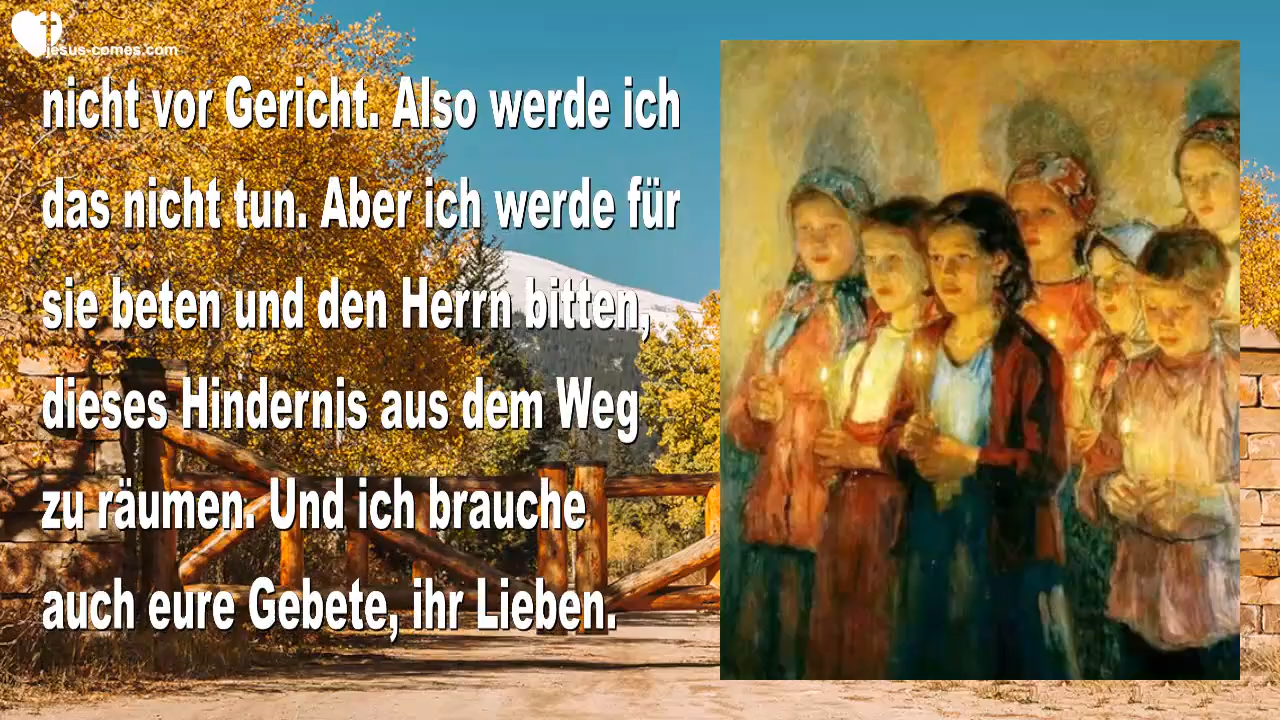 jesus-comes.com
nicht vor Gericht. Also werde ich
das nicht tun. Aber ich werde für
sie beten und den Herrn bitten,
dieses Hindernis aus dem Weg
zu räumen. Und ich brauche
auch eure Gebete, ihr Lieben.